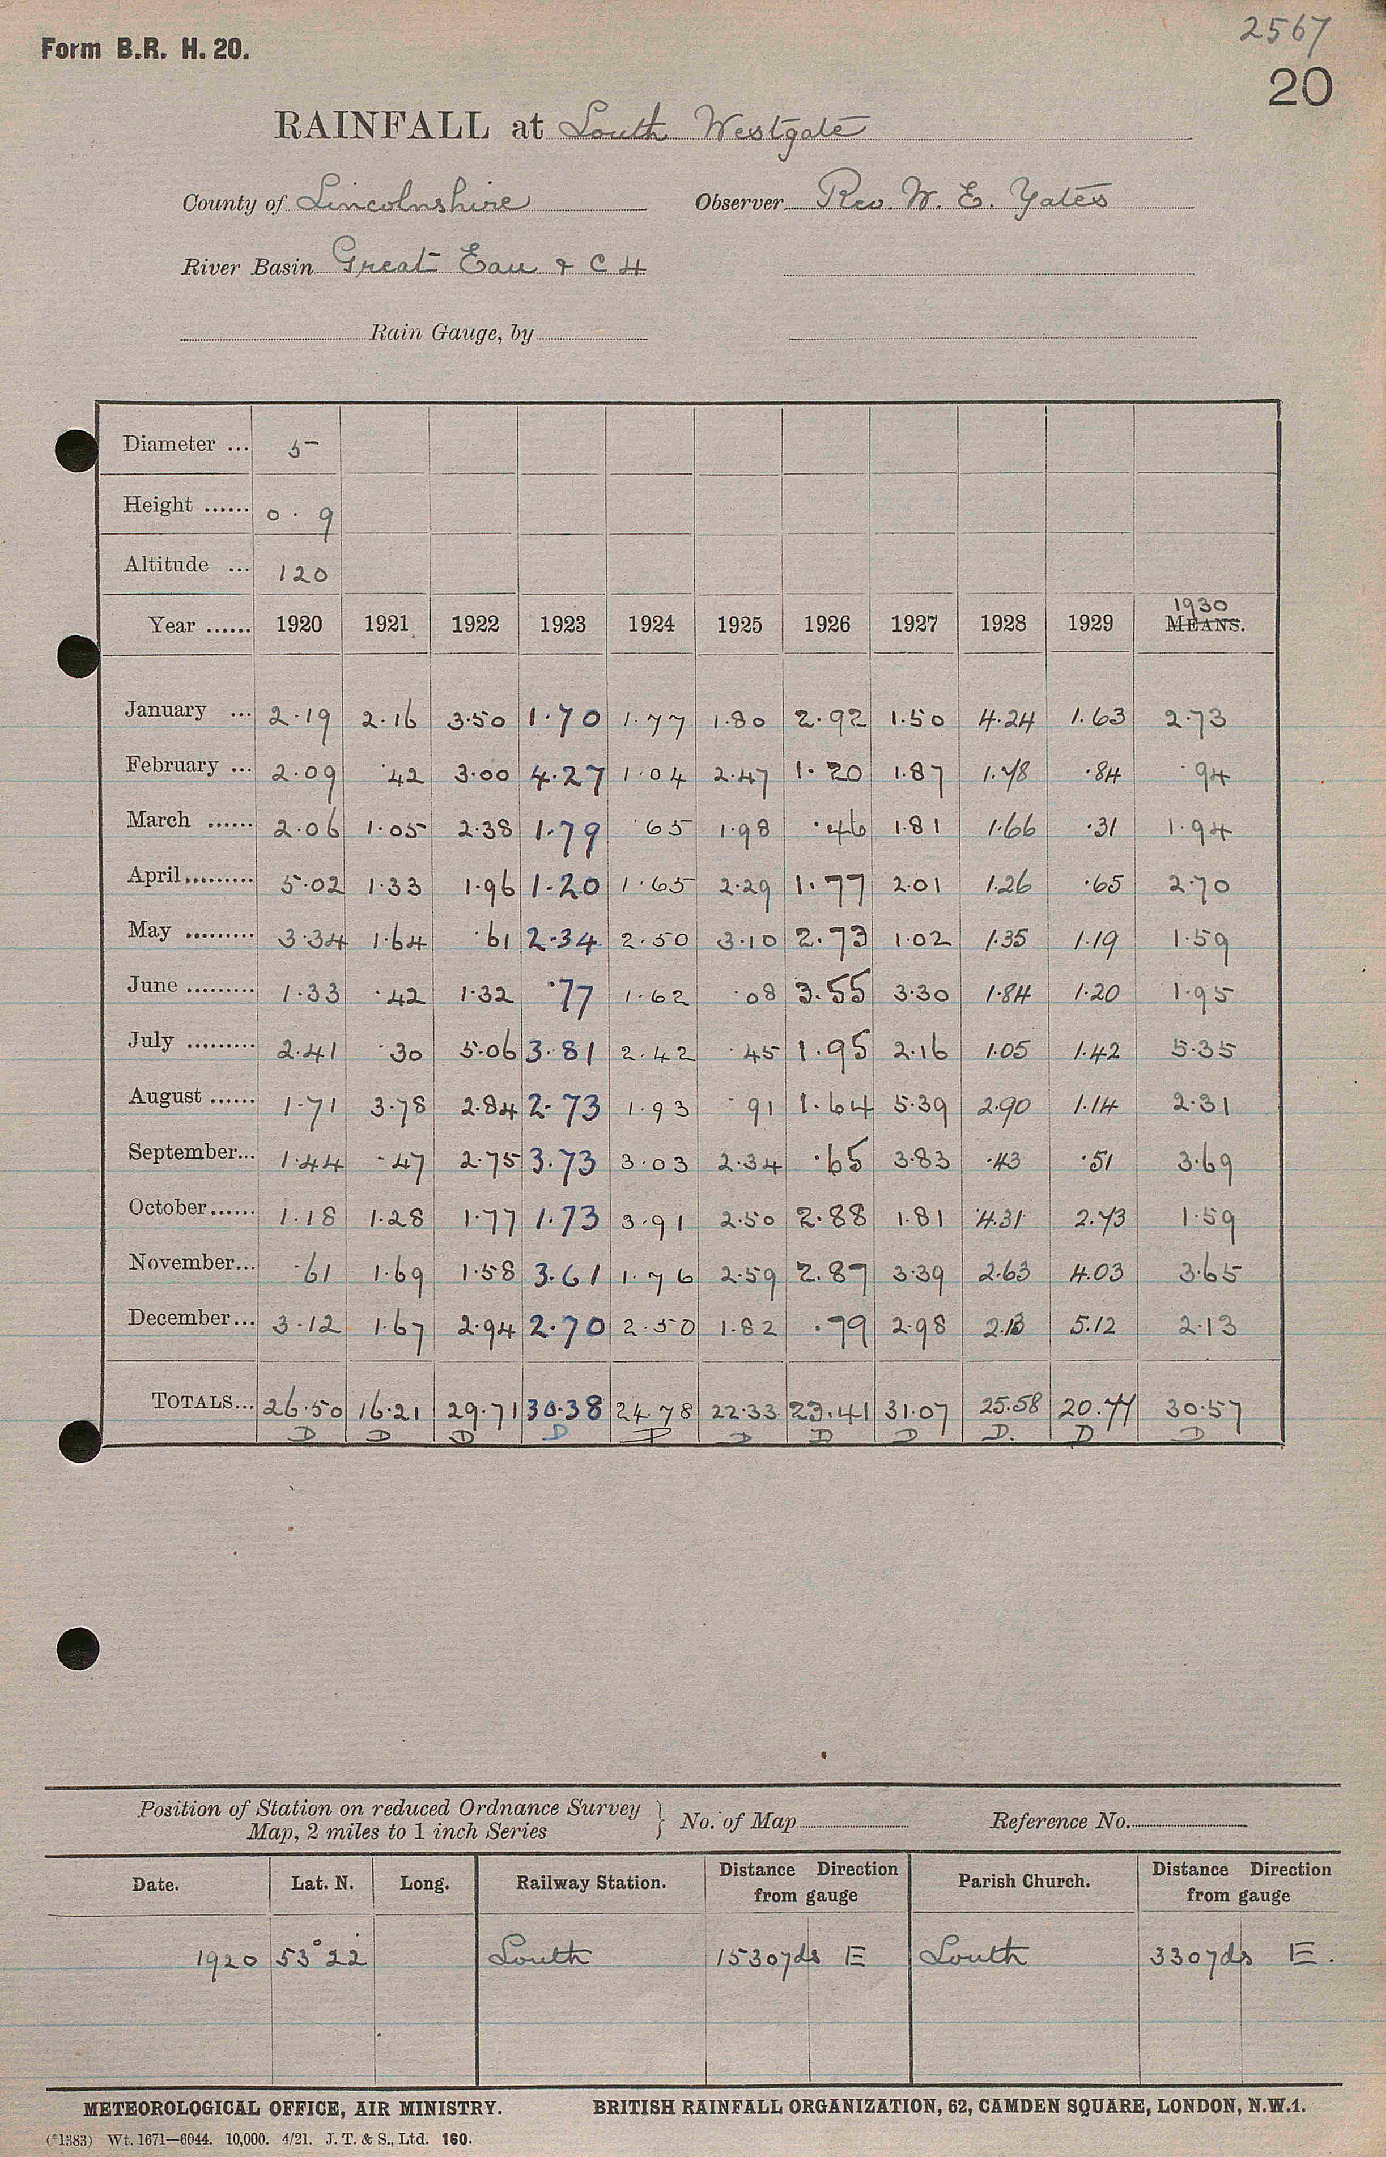 2567
Form B.R. H. 20.
20
RAINFALL at Louth Westgate
County of Lincolnshire Observer Rev W. E. Yates
River Basin Great Eau & C 4
Rain Gauge, by
Diameter ... 5
Height ...... 0.9
Altitude ... 120
1930
Year ...... 1920 1921 1922 1923 1924 1925 1926 1927 1928 1929 MEANS.
January ... 2.19 2.16 3.50 1.70 1.77 1.80 2.92 1.50 4.24 1.63 2.73
February ... 2.09 .42 3.00 4.27 1.04 2.47 1.20 1.87 1.78 .84 .94
March ...... 2.06 1.05 2.38 1.79 65 1.98 .46 1.81 1.66 .31 1.94
April......... 5.02 1.33 1.96 1.20 1.65 2.29 1.77 2.01 1.26 .65 2.70
May ......... 3.34 1.64 .61 2.34 2.50 3.10 2.73 1.02 1.35 1.19 1.59
June ......... 1.33 .42 1.32 .77 1.62 .08 3.55 3.30 1.84 1.20 1.95
July ......... 2.41 .30 5.06 3.81 2.42 .45 1.95 2.16 1.05 1.42 5.35
August ...... 1.71 3.78 2.84 2.73 1.93 .91 1.64 5.39 2.90 1.14 2.31
September... 1.44 .47 2.75 3.73 3.03 2.34 .65 3.83 .43 .51 3.69
October...... 1.18 1.28 1.77 1.73 3.91 2.50 2.88 1.81 4.31 2.73 1.59
November... .61 1.69 1.58 3.61 1.76 2.59 2.87 3.39 2.63 4.03 3.65
December... 3.12 1.67 2.94 2.70 2.50 1.82 .79 2.98 2.13 5.12 2.13
TOTALS... 26.50 16.21 29.71 30.38 24.78 22.33 23.41 31.07 25.58 20.77 30.57
D D D D D D D D D. D D
Position of Station on reduced Ordnance Survey
Map, 2 miles to 1 inch Series } No. of Map Reference No.
Date. Lat. N. Long. Railway Station. Distance Direction from gauge Parish Church. Distance Direction from gauge
1920 53° 22' Louth 1530yds E Louth 330yds E.
METEOROLOGICAL OFFICE, AIR MINISTRY. BRITISH RAINFALL ORGANIZATION, 62, CAMDEN SQUARE, LONDON, N.W.1.
(*1383) Wt. 1671—6044. 10,000. 4/21. J. T. & S., Ltd. 160.